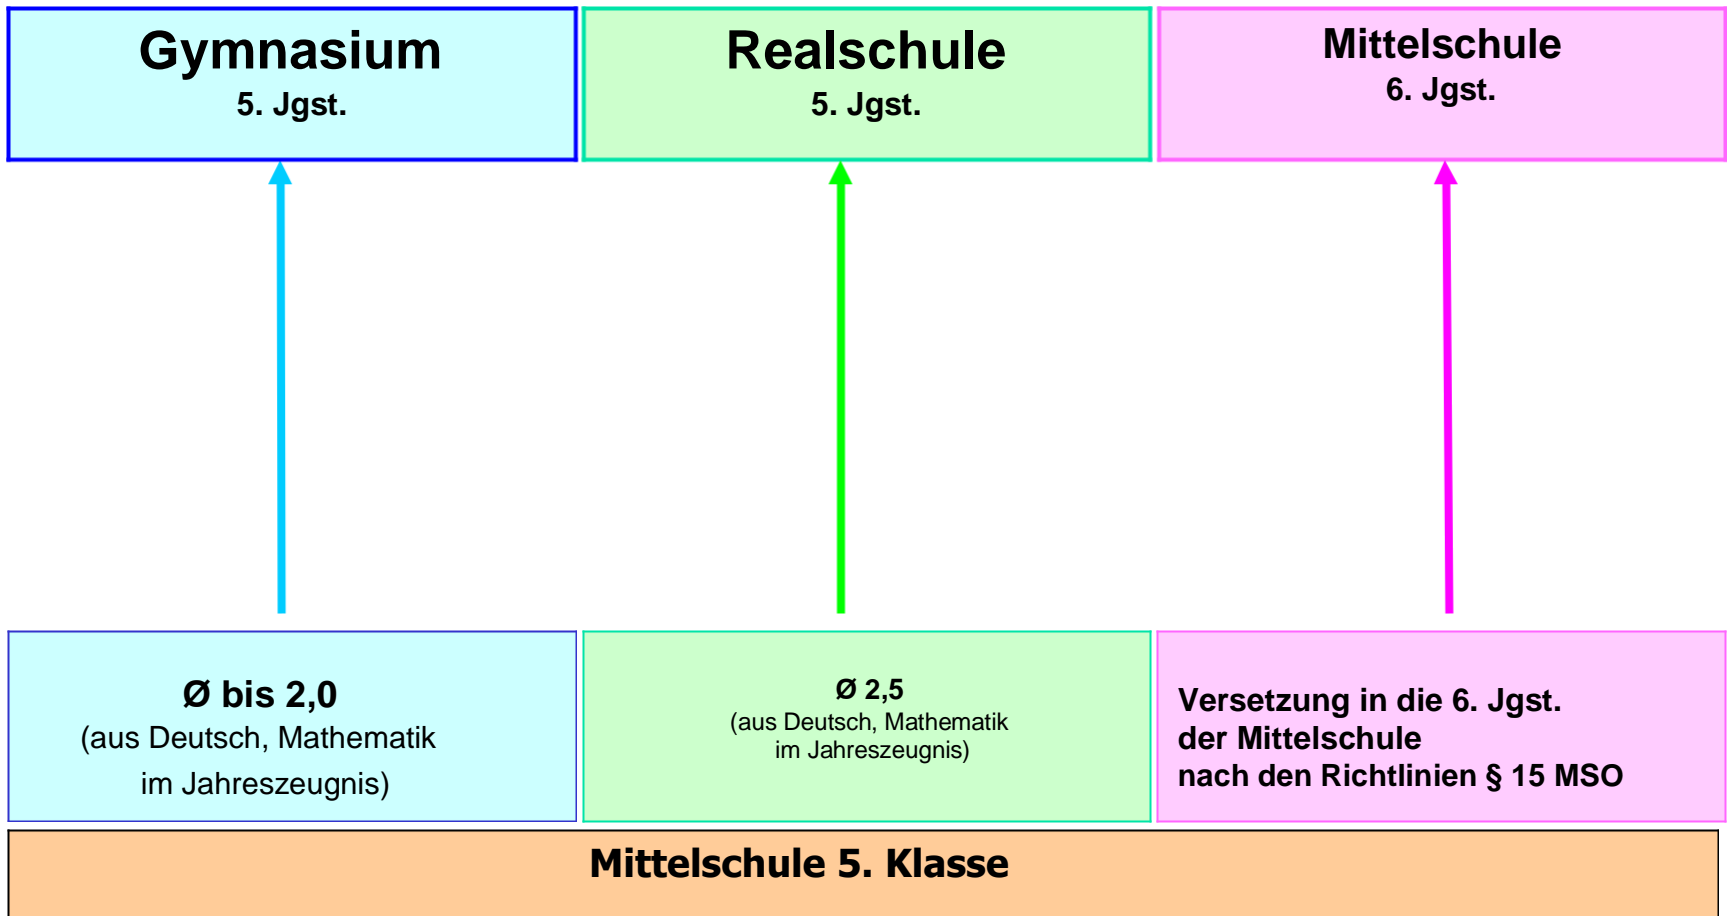 Gymnasium
5. Jgst.
Realschule
5. Jgst.
Mittelschule
6. Jgst.
Ø bis 2,0
(aus Deutsch, Mathematik
im Jahreszeugnis)
Ø 2,5
(aus Deutsch, Mathematik
im Jahreszeugnis)
Versetzung in die 6. Jgst.
der Mittelschule
nach den Richtlinien § 15 MSO
Mittelschule 5. Klasse